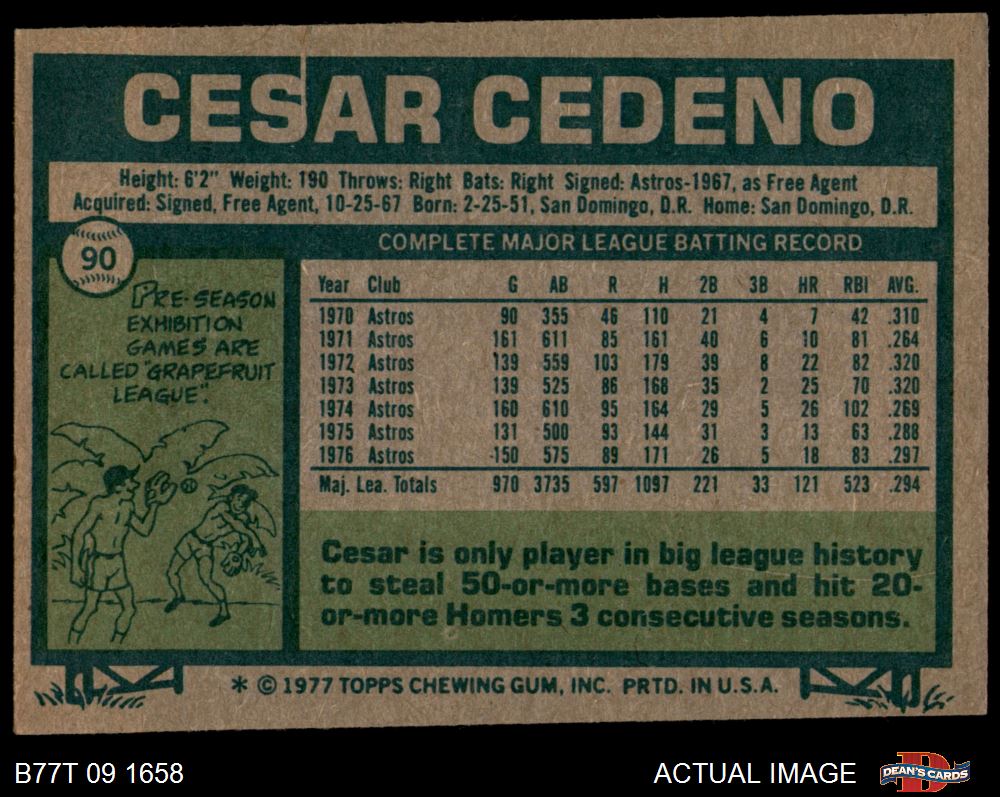 CESAR CEDENO
Height: 6'2" Weight: 190 Throws: Right Bats: Right Signed: Astros-1967, as Free Agent
Acquired: Signed, Free Agent, 10-25-67 Born: 2-25-51, San Domingo, D.R. Home: San Domingo, D.R.
90
COMPLETE MAJOR LEAGUE BATTING RECORD
PRE-SEASON
EXHIBITION
GAMES ARE
CALLED "GRAPEFRUIT
LEAGUE".
Year Club G AB R H 2B 3B HR RBI AVG.
1970 Astros 90 355 46 110 21 4 7 42 .310
1971 Astros 161 611 85 161 40 6 10 81 .264
1972 Astros 139 559 103 179 39 8 22 82 .320
1973 Astros 139 525 86 168 35 2 25 70 .320
1974 Astros 160 610 95 164 29 5 26 102 .269
1975 Astros 131 500 93 144 31 3 13 63 .288
1976 Astros 150 575 89 171 26 5 18 83 .297
Maj. Lea. Totals 970 3735 597 1097 221 33 121 523 .294
Cesar is only player in big league history
to steal 50-or-more bases and hit 20-
or-more Homers 3 consecutive seasons.
* © 1977 TOPPS CHEWING GUM, INC. PRTD. IN U.S.A.
B77T 09 1658
ACTUAL IMAGE
B
DEAN'S CARDS